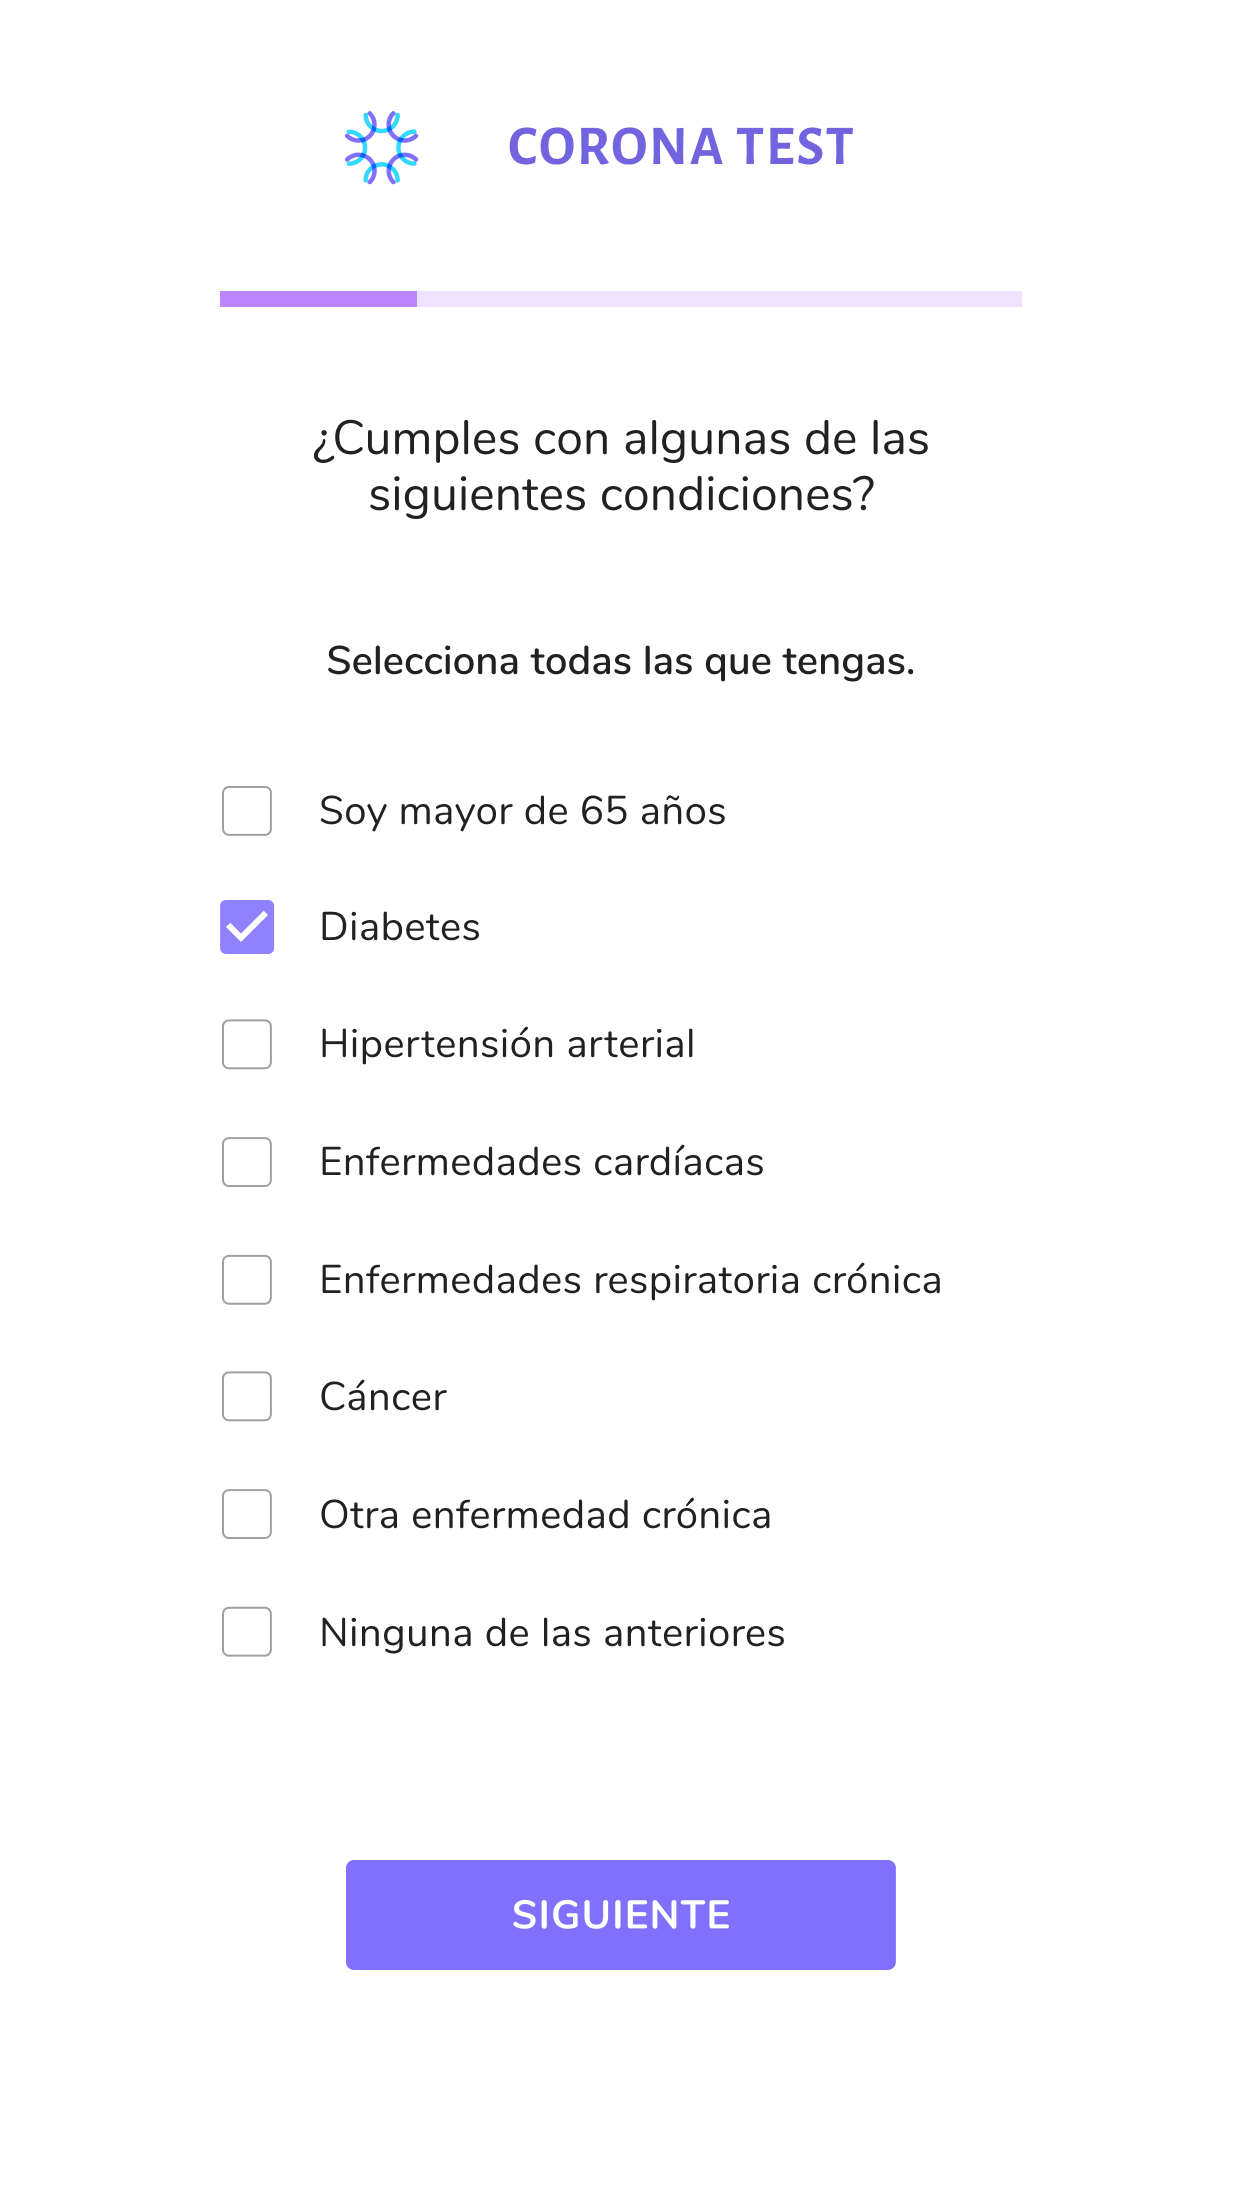 CORONA TEST
¿Cumples con algunas de las
siguientes condiciones?
Selecciona todas las que tengas.
Soy mayor de 65 años
Diabetes
Hipertensión arterial
Enfermedades cardíacas
Enfermedades respiratoria crónica
Cáncer
Otra enfermedad crónica
Ninguna de las anteriores
SIGUIENTE